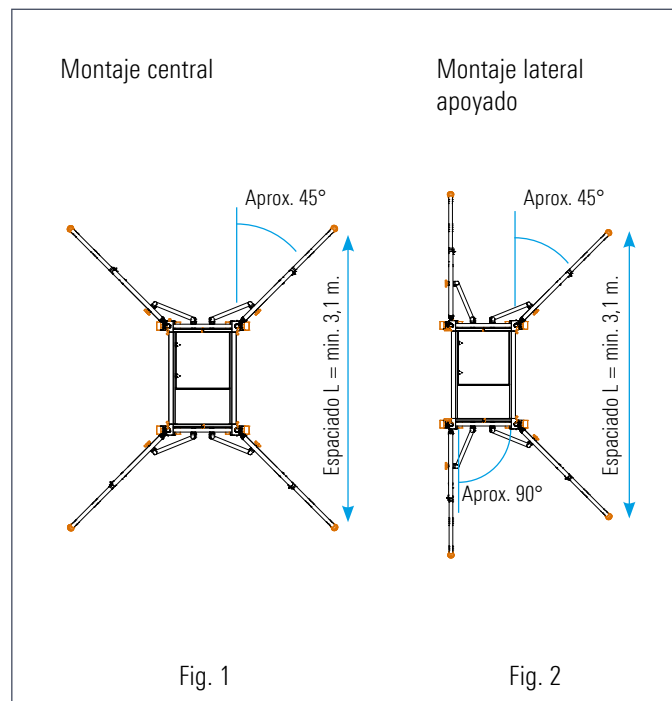 Montaje central
Montaje lateral
apoyado
Aprox. 45°
Espaciado L = min. 3,1 m.
Aprox. 45°
Espaciado L = min. 3,1 m.
Aprox. 90°
Fig. 1
Fig. 2